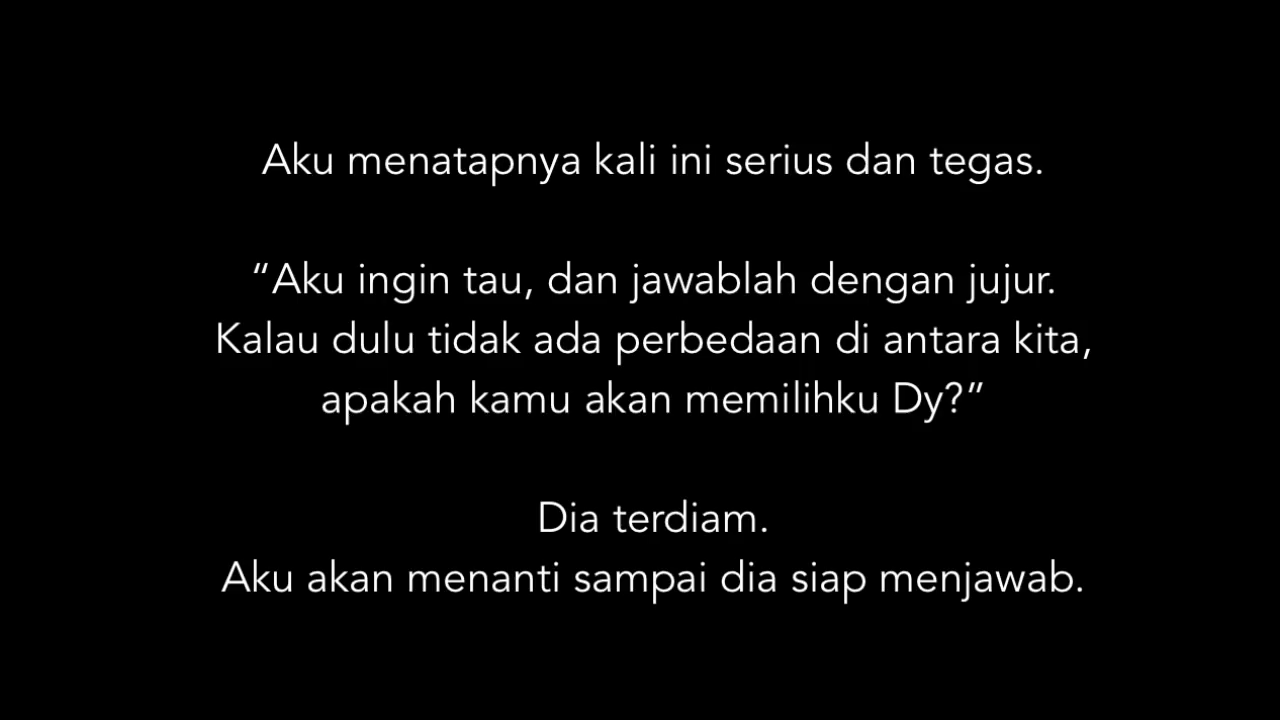 Aku menatapnya kali ini serius dan tegas.
“Aku ingin tau, dan jawablah dengan jujur.
Kalau dulu tidak ada perbedaan di antara kita,
apakah kamu akan memilihku Dy?”
Dia terdiam.
Aku akan menanti sampai dia siap menjawab.